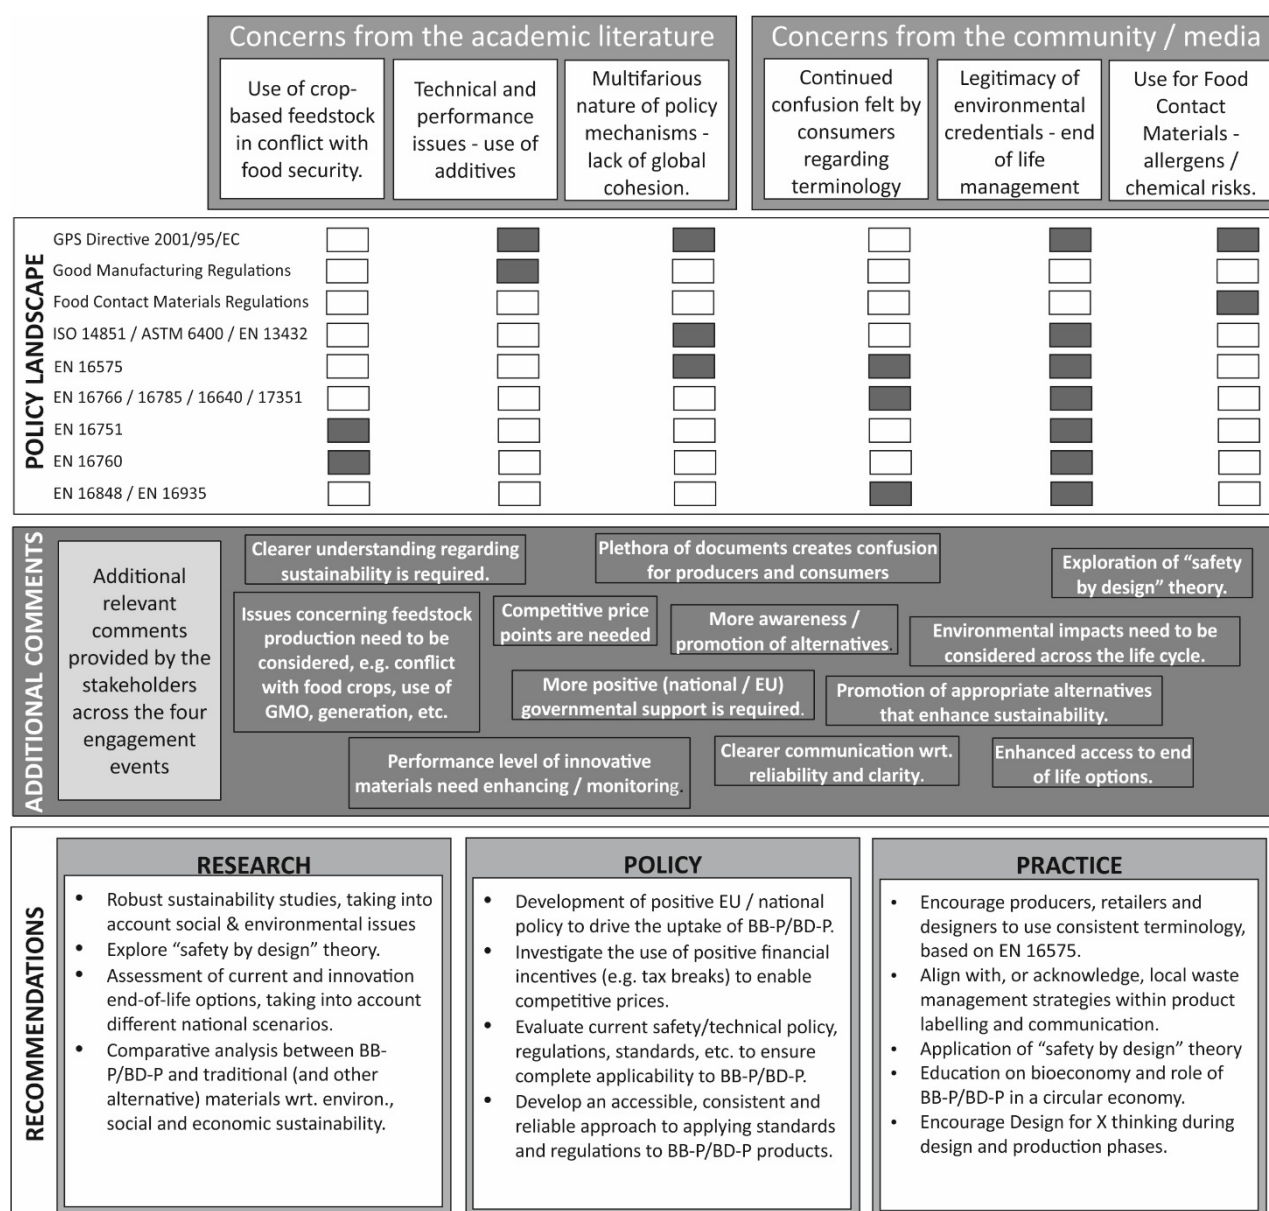 Concerns from the academic literature
Use of crop-
based feedstock
in conflict with
food security.
Technical and
performance
issues - use of
additives
Multifarious
nature of policy
mechanisms -
lack of global
cohesion.
Concerns from the community / media
Continued
confusion felt by
consumers
regarding
terminology
Legitimacy of
environmental
credentials - end
of life
management
Use for Food
Contact
Materials -
allergens /
chemical risks.
POLICY LANDSCAPE
GPS Directive 2001/95/EC
Good Manufacturing Regulations
Food Contact Materials Regulations
ISO 14851 / ASTM 6400 / EN 13432
EN 16575
EN 16766 / 16785 / 16640 / 17351
EN 16751
EN 16760
EN 16848 / EN 16935
ADDITIONAL COMMENTS
Additional
relevant
comments
provided by the
stakeholders
across the four
engagement
events
Clearer understanding regarding
sustainability is required.
Plethora of documents creates confusion
for producers and consumers
Exploration of "safety
by design" theory.
Issues concerning feedstock
production need to be
considered, e.g. conflict
with food crops, use of
GMO, generation, etc.
Competitive price
points are needed
More awareness /
promotion of alternatives.
Environmental impacts need to be
considered across the life cycle.
More positive (national / EU)
governmental support is required.
Promotion of appropriate alternatives
that enhance sustainability.
Performance level of innovative
materials need enhancing / monitoring.
Clearer communication wrt.
reliability and clarity.
Enhanced access to end
of life options.
RECOMMENDATIONS
RESEARCH
• Robust sustainability studies, taking into
account social & environmental issues
• Explore "safety by design" theory.
• Assessment of current and innovation
end-of-life options, taking into account
different national scenarios.
• Comparative analysis between BB-
P/BD-P and traditional (and other
alternative) materials wrt. environ.,
social and economic sustainability.
POLICY
• Development of positive EU / national
policy to drive the uptake of BB-P/BD-P.
• Investigate the use of positive financial
incentives (e.g. tax breaks) to enable
competitive prices.
• Evaluate current safety/technical policy,
regulations, standards, etc. to ensure
complete applicability to BB-P/BD-P.
• Develop an accessible, consistent and
reliable approach to applying standards
and regulations to BB-P/BD-P products.
PRACTICE
• Encourage producers, retailers and
designers to use consistent terminology,
based on EN 16575.
• Align with, or acknowledge, local waste
management strategies within product
labelling and communication.
• Application of "safety by design" theory
• Education on bioeconomy and role of
BB-P/BD-P in a circular economy.
• Encourage Design for X thinking during
design and production phases.